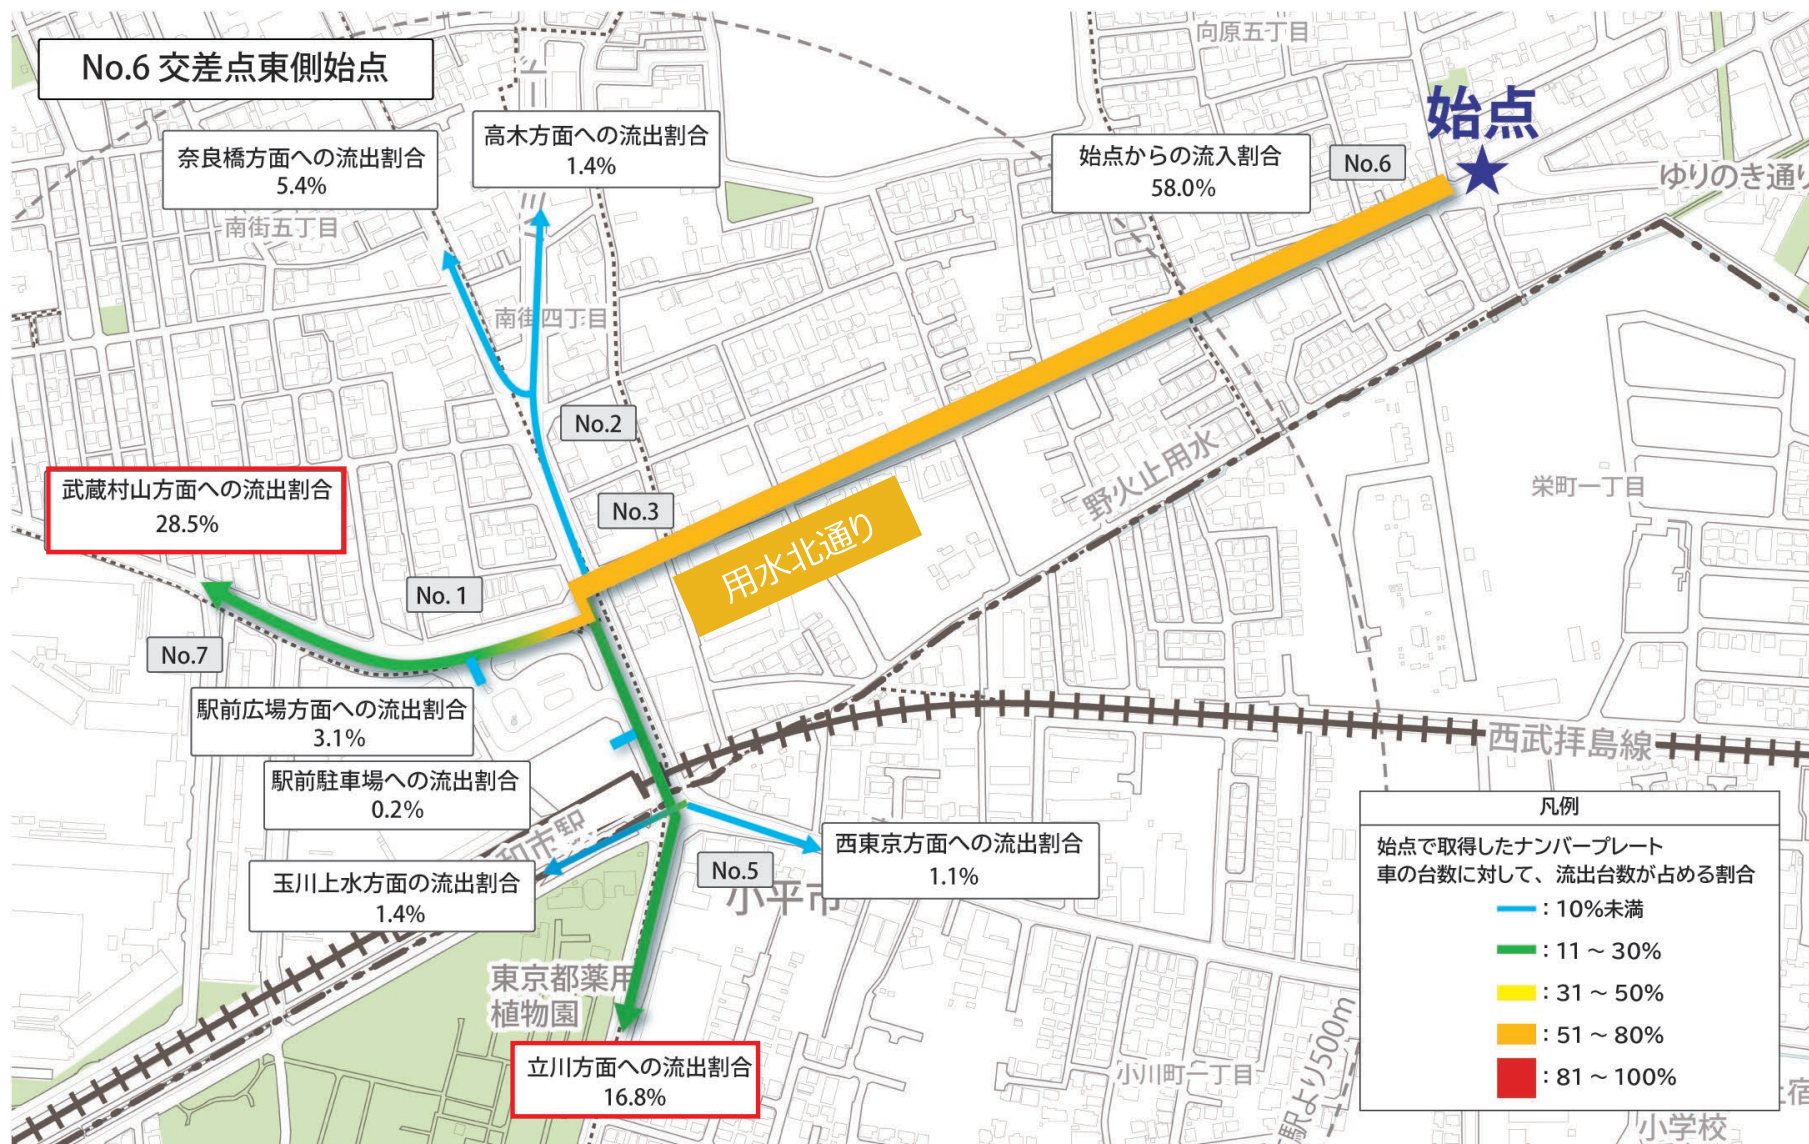 No.6 交差点東側始点
向原五丁目
始点
高木方面への流出割合
1.4%
奈良橋方面への流出割合
5.4%
始点からの流入割合
58.0%
No.6
ゆりのき通り
南街五丁目
南街四丁目
No.2
野火止用水
栄町一丁目
武蔵村山方面への流出割合
28.5%
No.3
用水北通り
No. 1
No.7
駅前広場方面への流出割合
3.1%
西武拝島線
駅前駐車場への流出割合
0.2%
和市駅
西東京方面への流出割合
1.1%
No.5
小平市
玉川上水方面の流出割合
1.4%
東京都薬用
植物園
立川方面への流出割合
16.8%
小川町一丁目
駅より500m
凡例
始点で取得したナンバープレート
車の台数に対して、流出台数が占める割合
：10%未満
：11 ～ 30%
：31 ～ 50%
：51 ～ 80%
：81 ～ 100%
宿
小学校